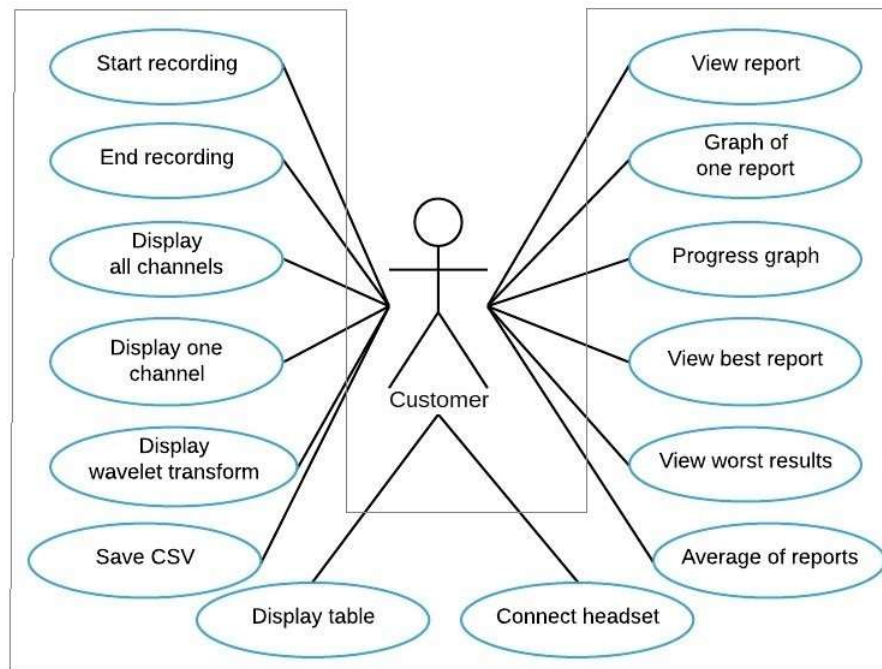 Start recording
End recording
Display
all channels
Display one
channel
Display
wavelet transform
Save CSV
Customer
Display table
Connect headset
View report
Graph of
one report
Progress graph
View best report
View worst results
Average of reports